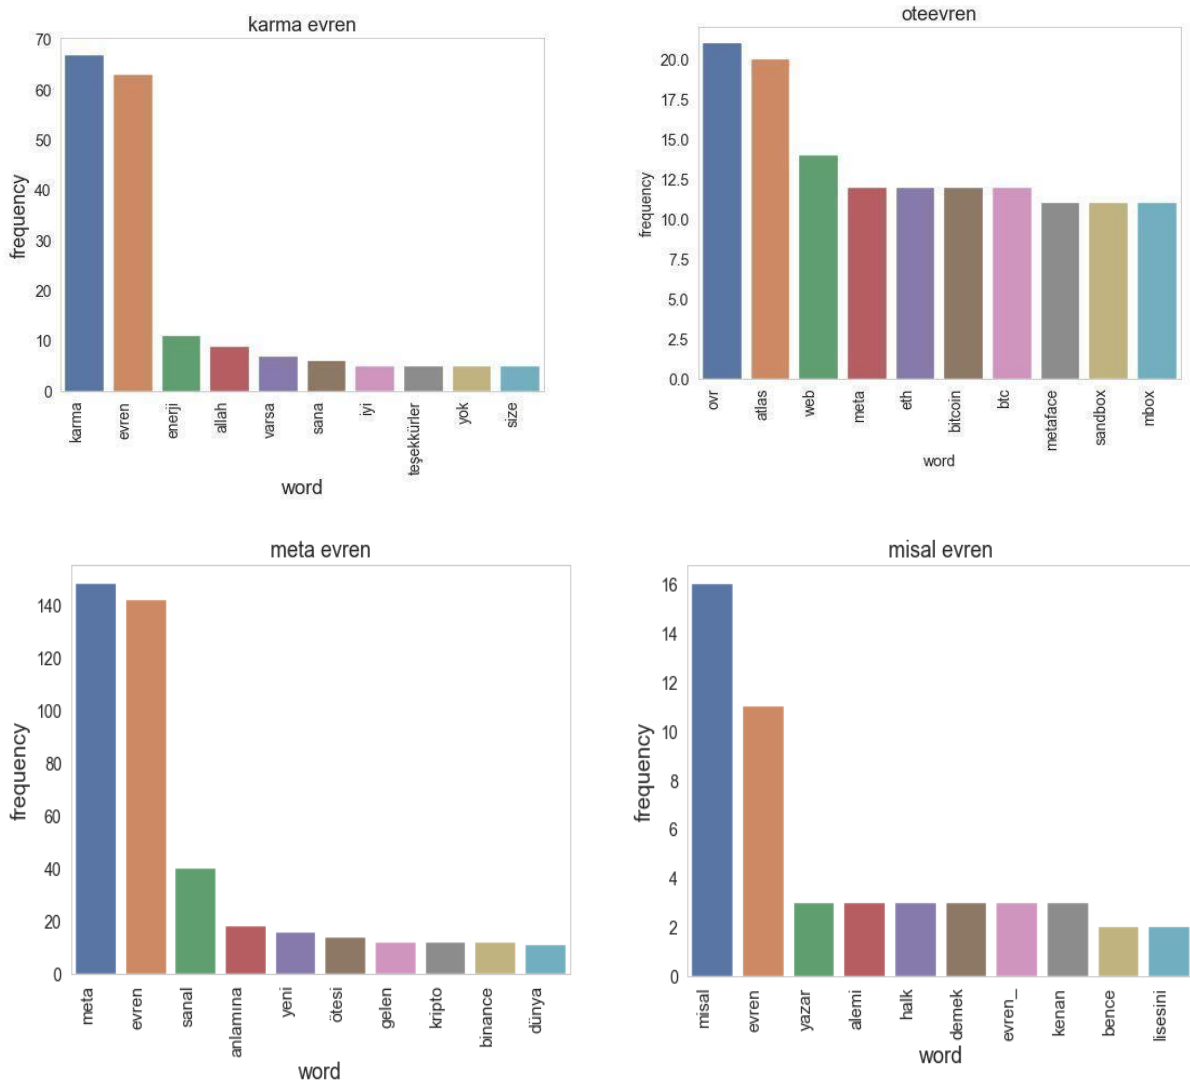 karma evren
70
60
50
40
30
20
10
0
frequency
karma evren enerji allah varsa sana iyi teşekkürler yok size
word
oteevren
20.0
17.5
15.0
12.5
10.0
7.5
5.0
2.5
0.0
frequency
ovr atlas web meta eth bitcoin btc metaface sandbox mbox
word
meta evren
140
120
100
80
60
40
20
0
frequency
meta evren sanal anlamına yeni ötesi gelen kripto binance dünya
word
misal evren
16
14
12
10
8
6
4
2
0
frequency
misal evren yazar alemi halk demek evren_ kenan bence lisesini
word